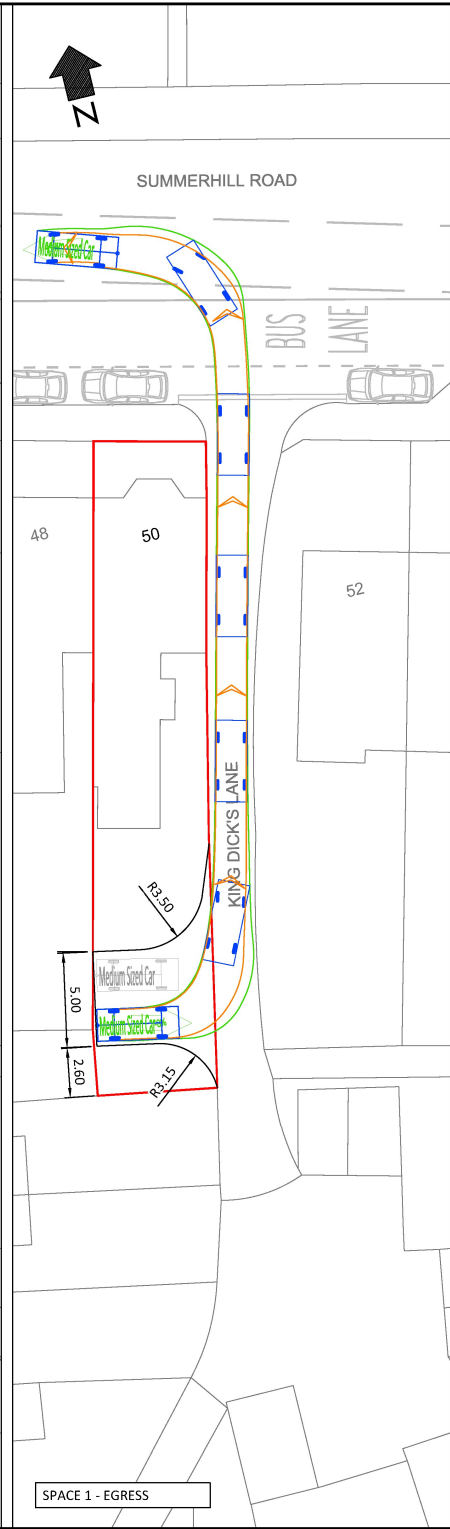 N
SUMMERHILL ROAD
Medium Sized Car
BUS LANE
48
50
52
KING DICK'S LANE
R3.50
Medium Sized Car
5.00
Medium Sized Car
2.60
R3.15
SPACE 1 - EGRESS